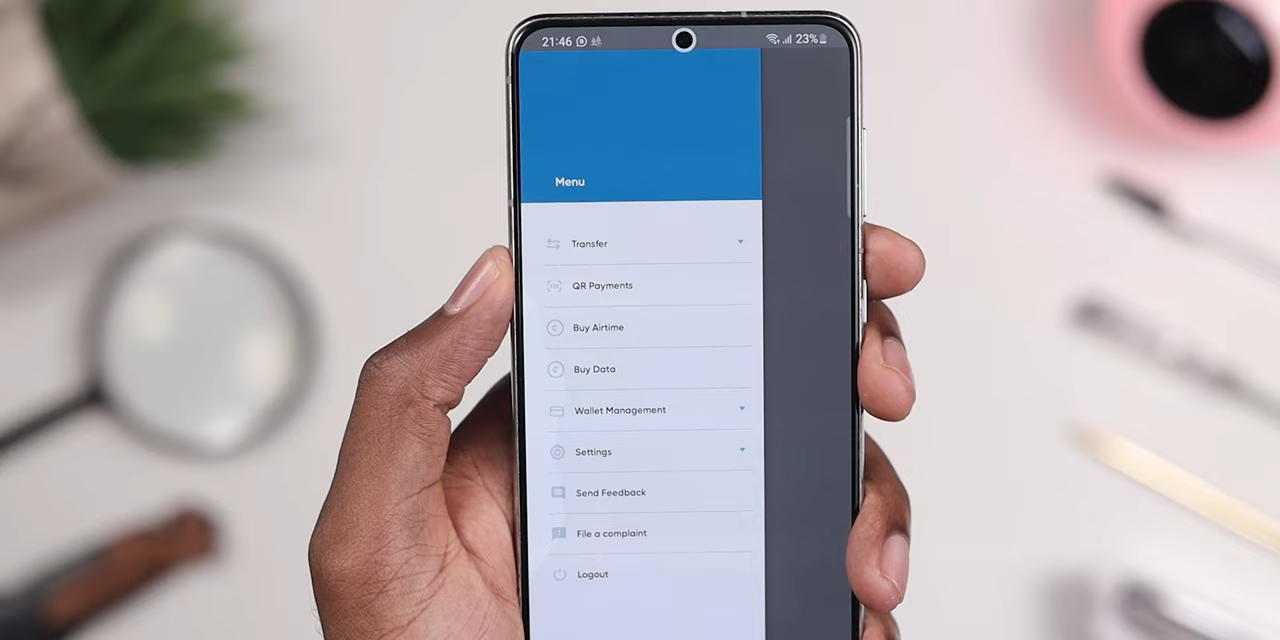 21:46 23%
Menu
Transfer
QR Payments
Buy Airtime
Buy Data
Wallet Management
Settings
Send Feedback
File a complaint
Logout